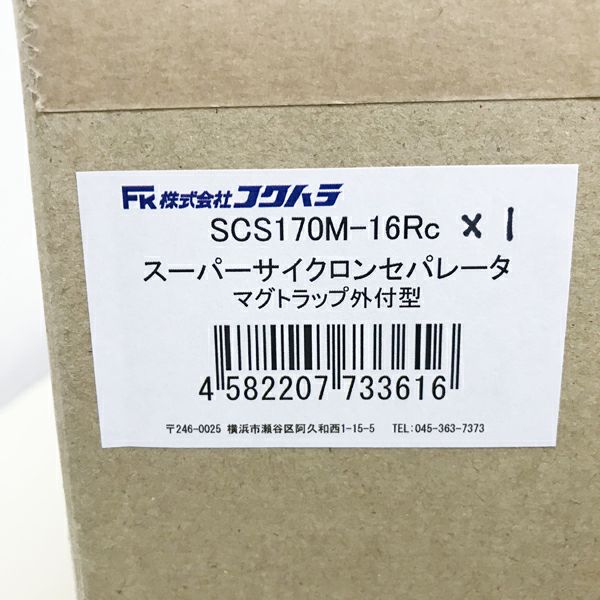 FK 株式会社フクハラ
SCS170M-16Rc × 1
スーパーサイクロンセパレータ
マグトラップ外付型
4 582207 733616
〒246-0025 横浜市瀬谷区阿久和西1-15-5 TEL:045-363-7373